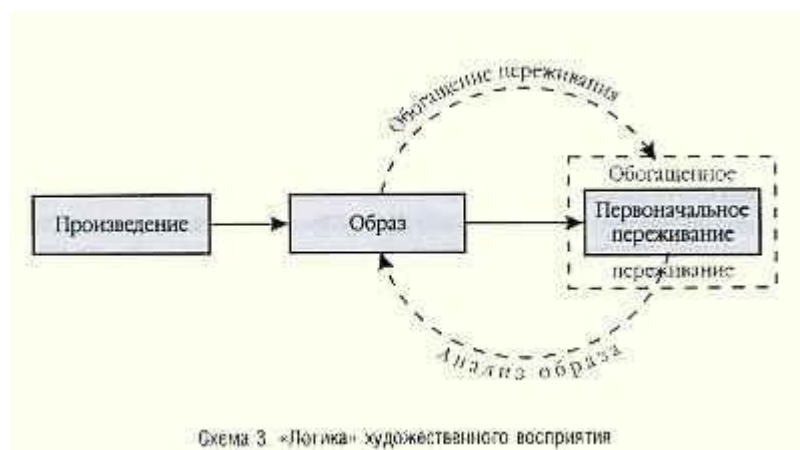 Обогащение переживания
Обогащенное
Произведение
Образ
Первоначальное
переживание
переживание
Анализ образа
Схема 3. «Логика» художественного восприятия